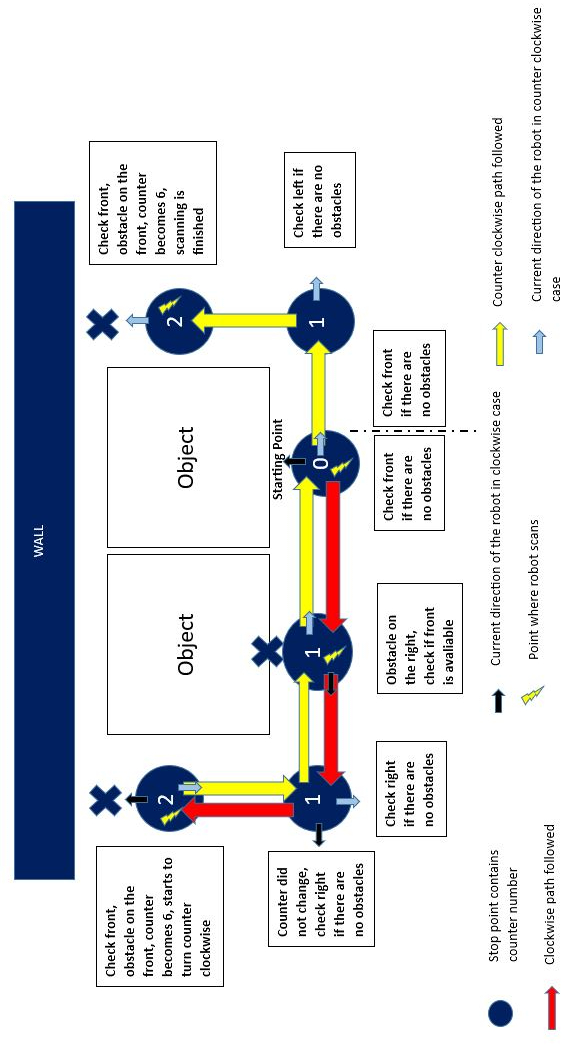 WALL
Check front,
obstacle on the
front, counter
becomes 6, starts to
turn counter
clockwise
2
Object
Object
2
Check front,
obstacle on the
front, counter
becomes 6,
scanning is
finished
Counter did
not change,
check right
if there are
no obstacles
1
1
Starting Point
0
1
Check left if
there are no
obstacles
Check right
if there are
no obstacles
Obstacle on
the right,
check if front
is avaliable
Check front
if there are
no obstacles
Check front
if there are
no obstacles
Stop point contains
counter number
Current direction of the robot in clockwise case
Counter clockwise path followed
Clockwise path followed
Point where robot scans
Current direction of the robot in counter clockwise
case